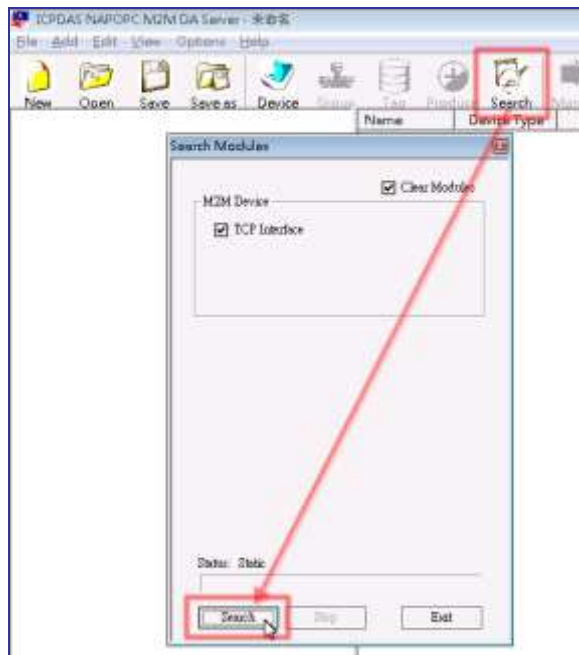 ICPDAS NAPOPC M2M DA Server - 未命名
File Add Edit View Options Help
New Open Save Save as Device Group Tag Search
Name Device Type
Search Modules
Clear Modules
M2M Device
TCP Interface
Status: Static
Search Stop Exit